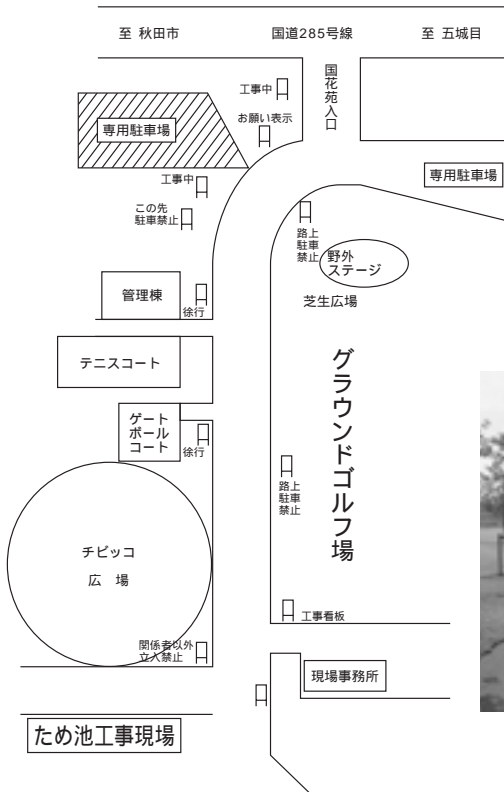 至 秋田市
国道285号線
至 五城目
国花苑入口
工事中
お願い表示
専用駐車場
専用駐車場
工事中
この先
駐車禁止
路上
駐車
禁止
野外
ステージ
芝生広場
管理棟
徐行
テニスコート
グラウンドゴルフ場
ゲート
ボール
コート
徐行
路上
駐車
禁止
チビッコ
広 場
工事看板
関係者以外
立入禁止
現場事務所
ため池工事現場